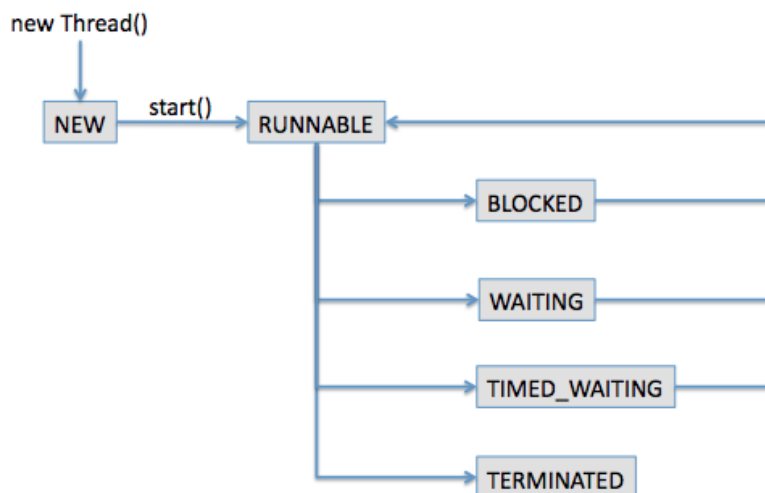 new Thread()
start()
NEW
RUNNABLE
BLOCKED
WAITING
TIMED_WAITING
TERMINATED